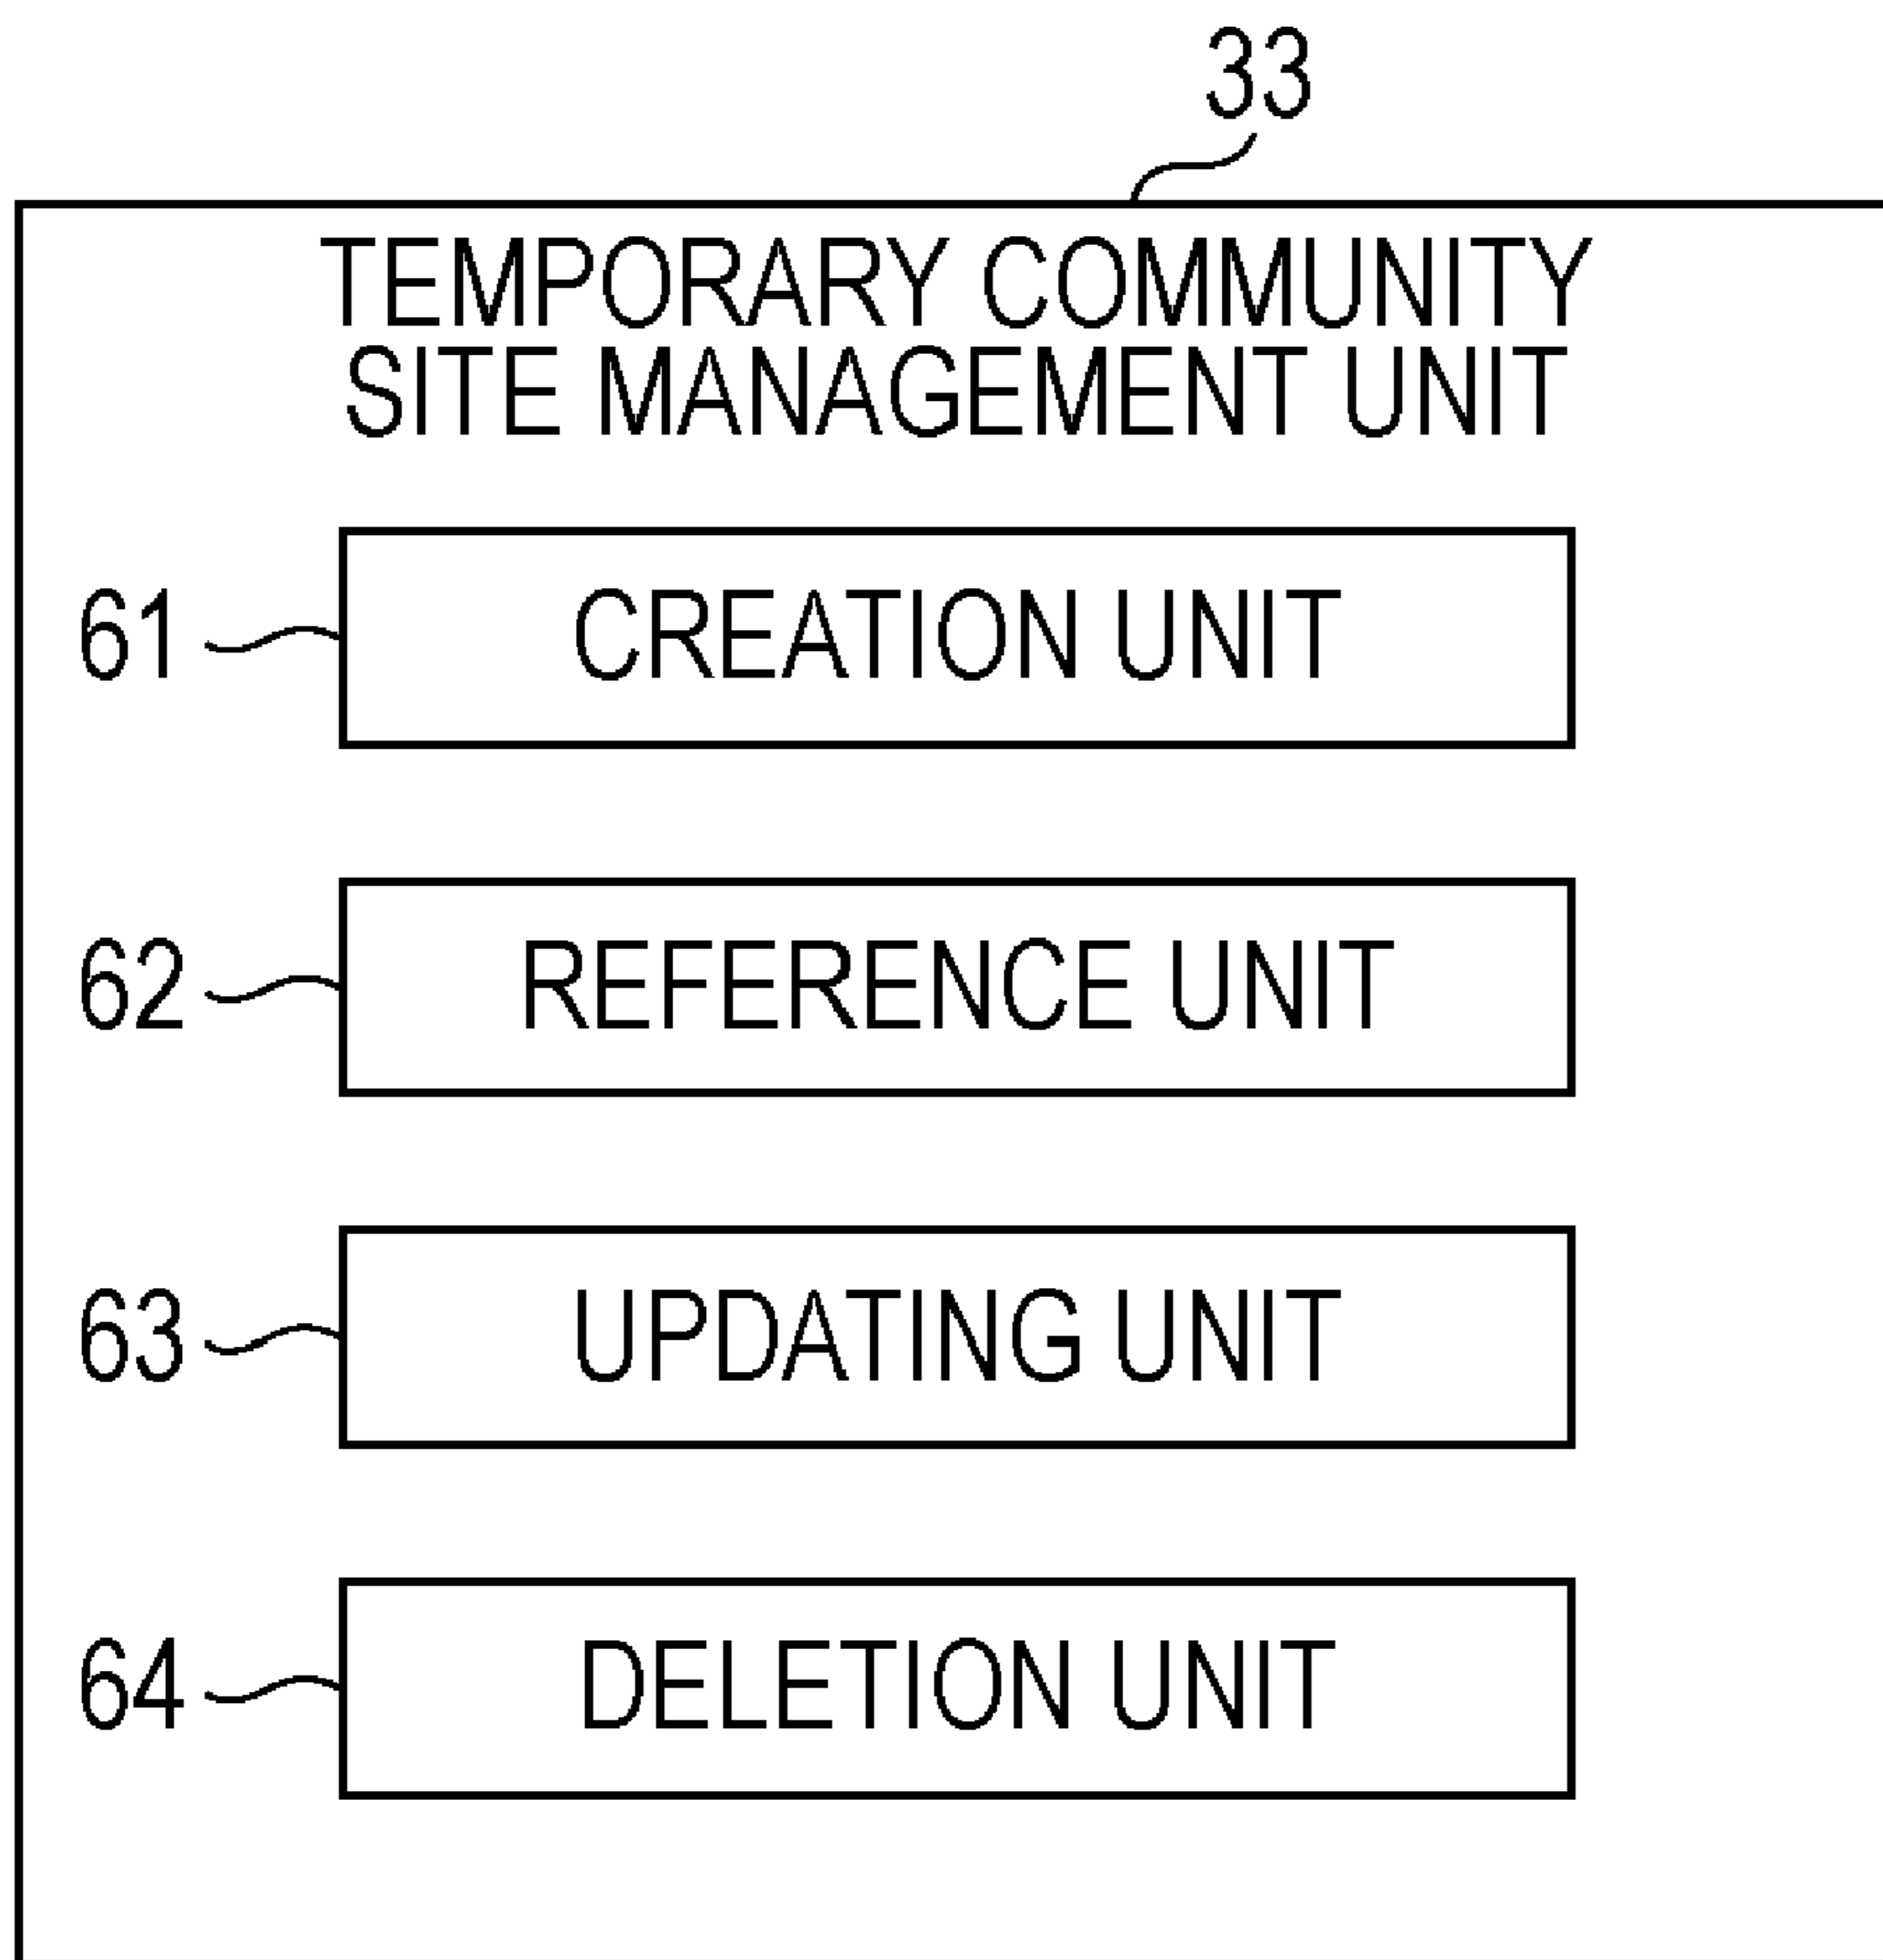 33
TEMPORARY COMMUNITY
SITE MANAGEMENT UNIT
61 CREATION UNIT
62 REFERENCE UNIT
63 UPDATING UNIT
64 DELETION UNIT